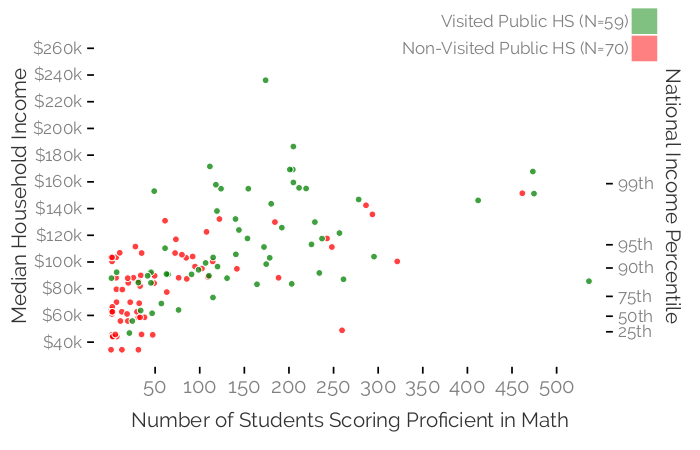 Visited Public HS (N=59)
Non-Visited Public HS (N=70)
Median Household Income
$260k
$240k
$220k
$200k
$180k
$160k
$140k
$120k
$100k
$80k
$60k
$40k
National Income Percentile
99th
95th
90th
75th
50th
25th
50 100 150 200 250 300 350 400 450 500
Number of Students Scoring Proficient in Math